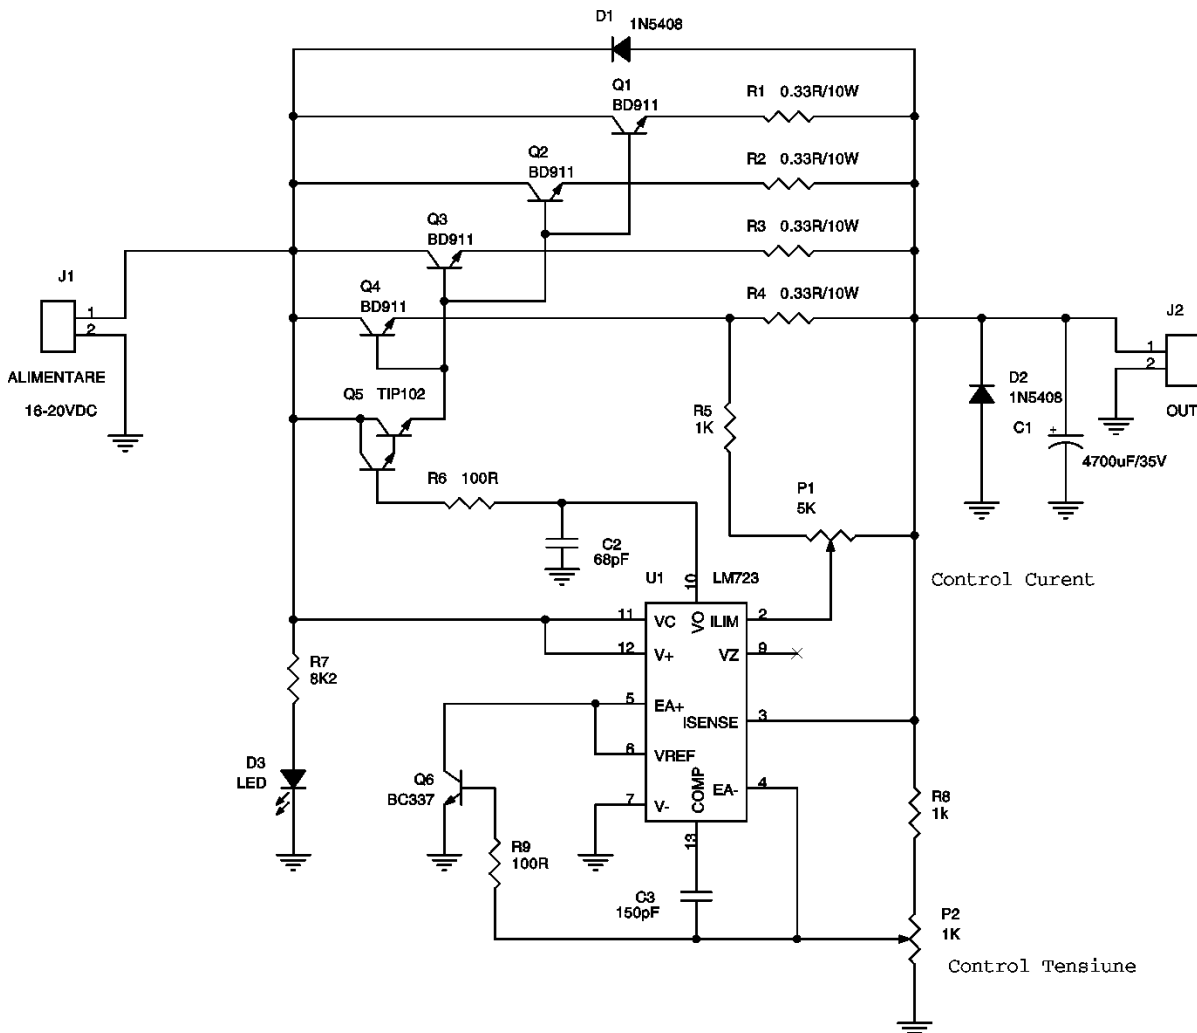 D1
1N5408
Q1
BD911
R1 0.33R/10W
Q2
BD911
R2 0.33R/10W
Q3
BD911
R3 0.33R/10W
J1
1
2
ALIMENTARE
16-20VDC
Q4
BD911
R4 0.33R/10W
J2
1
2
OUT
Q5 TIP102
D2
1N5408
C1
+
4700uF/35V
R5
1K
R6 100R
P1
5K
C2
68pF
Control Curent
U1 LM723
10
VO
11 VC
ILIM 2
12 V+
VZ 9
5 EA+
ISENSE 3
6 VREF
COMP
EA- 4
7 V-
13
R7
8K2
D3
LED
Q6
BC337
R9
100R
C3
150pF
R8
1k
P2
1K
Control Tensiune